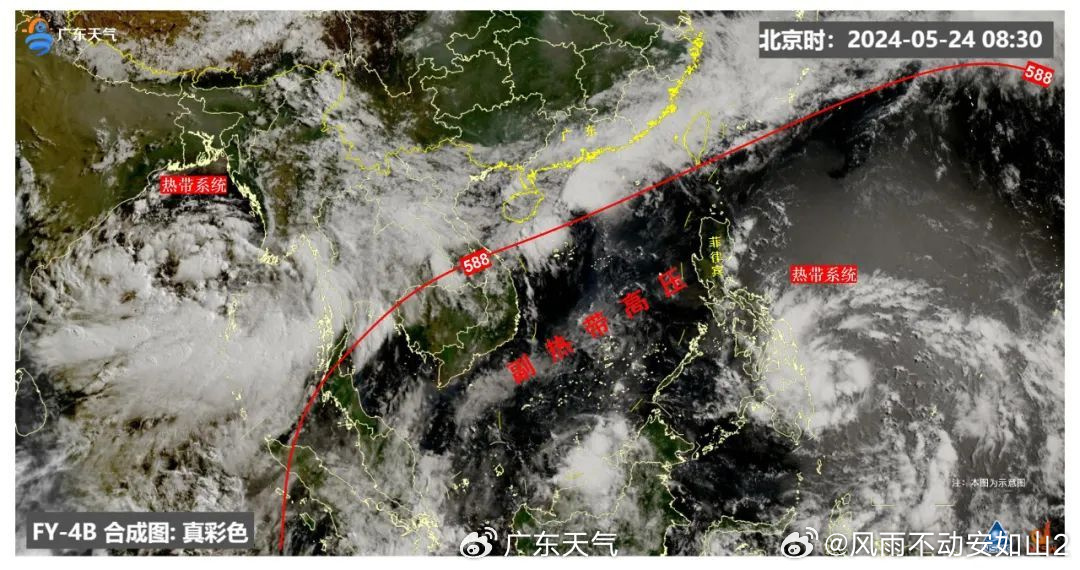 广东天气
北京时：2024-05-24 08:30
588
广东
热带系统
菲律宾
588
热带系统
副热带高压
注：本图为示意图
FY-4B 合成图: 真彩色
广东天气
@风雨不动安如山2